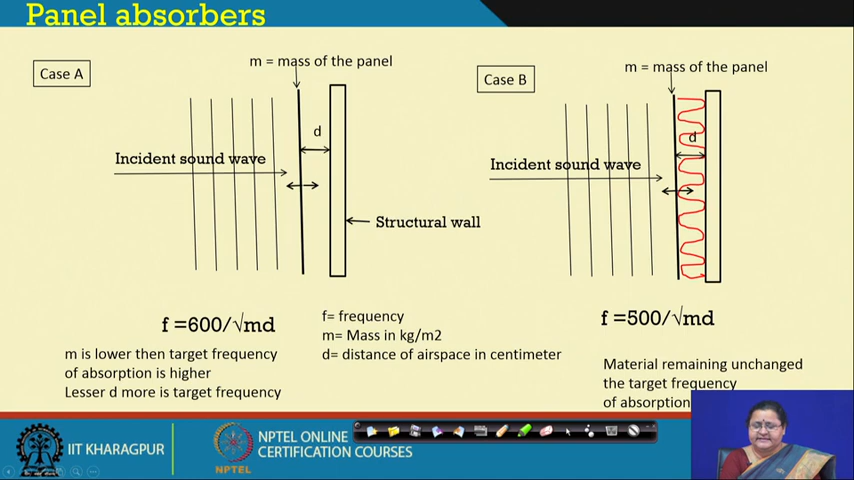 Panel absorbers
Case A
m = mass of the panel
d
Incident sound wave
Structural wall
f =600/√md
m is lower then target frequency
of absorption is higher
Lesser d more is target frequency
f= frequency
m= Mass in kg/m2
d= distance of airspace in centimeter
Case B
m = mass of the panel
d
Incident sound wave
f =500/√md
Material remaining unchanged
the target frequency
of absorption
IIT KHARAGPUR
NPTEL
NPTEL ONLINE
CERTIFICATION COURSES